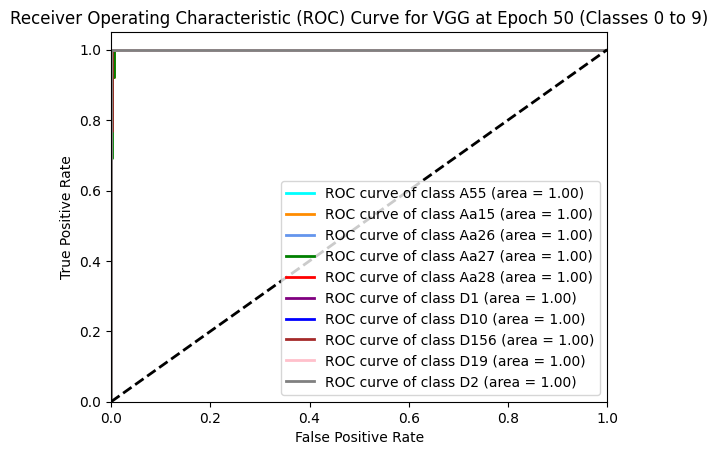 Receiver Operating Characteristic (ROC) Curve for VGG at Epoch 50 (Classes 0 to 9)
1.0
0.8
0.6
0.4
0.2
0.0
True Positive Rate
ROC curve of class A55 (area = 1.00)
ROC curve of class Aa15 (area = 1.00)
ROC curve of class Aa26 (area = 1.00)
ROC curve of class Aa27 (area = 1.00)
ROC curve of class Aa28 (area = 1.00)
ROC curve of class D1 (area = 1.00)
ROC curve of class D10 (area = 1.00)
ROC curve of class D156 (area = 1.00)
ROC curve of class D19 (area = 1.00)
ROC curve of class D2 (area = 1.00)
0.0 0.2 0.4 0.6 0.8 1.0
False Positive Rate